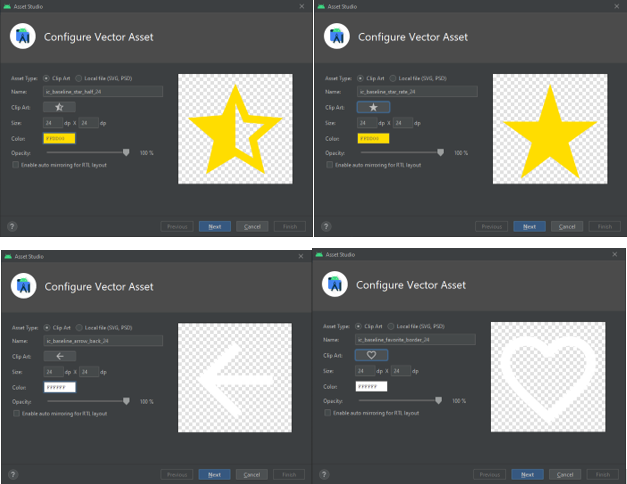 Asset Studio
Configure Vector Asset
Asset Type: Clip Art Local file (SVG, PSD)
Name: ic_baseline_star_half_24
Clip Art:
Size: 24 dp X 24 dp
Color:
Opacity: 100 %
Enable auto mirroring for RTL layout
? Previous Next Cancel Finish
Asset Studio
Configure Vector Asset
Asset Type: Clip Art Local file (SVG, PSD)
Name: ic_baseline_star_rate_24
Clip Art:
Size: 24 dp X 24 dp
Color:
Opacity: 100 %
Enable auto mirroring for RTL layout
? Previous Next Cancel Finish
Asset Studio
Configure Vector Asset
Asset Type: Clip Art Local file (SVG, PSD)
Name: ic_baseline_arrow_back_24
Clip Art:
Size: 24 dp X 24 dp
Color: FFFFFF
Opacity: 100 %
Enable auto mirroring for RTL layout
? Previous Next Cancel Finish
Asset Studio
Configure Vector Asset
Asset Type: Clip Art Local file (SVG, PSD)
Name: ic_baseline_favorite_border_24
Clip Art:
Size: 24 dp X 24 dp
Color: FFFFFF
Opacity: 100 %
Enable auto mirroring for RTL layout
? Previous Next Cancel Finish